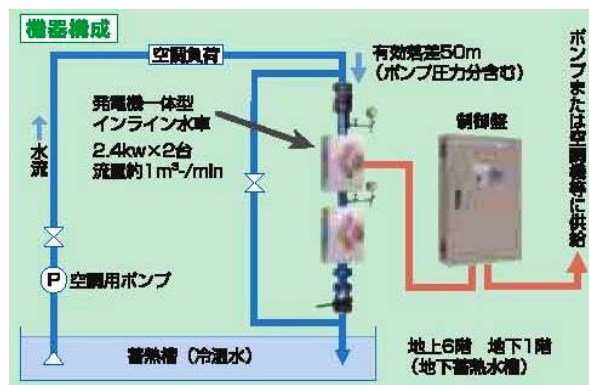 機器構成
空調負荷
有効落差50m
（ポンプ圧力分含む）
発電機一体型
インライン水車
2.4kw×2台
流量約1m³-/min
制御盤
ポンプまたは空調機等に供給
水流
P 空調用ポンプ
蓄熱槽（冷温水）
地上6階 地下1階
（地下蓄熱水槽）